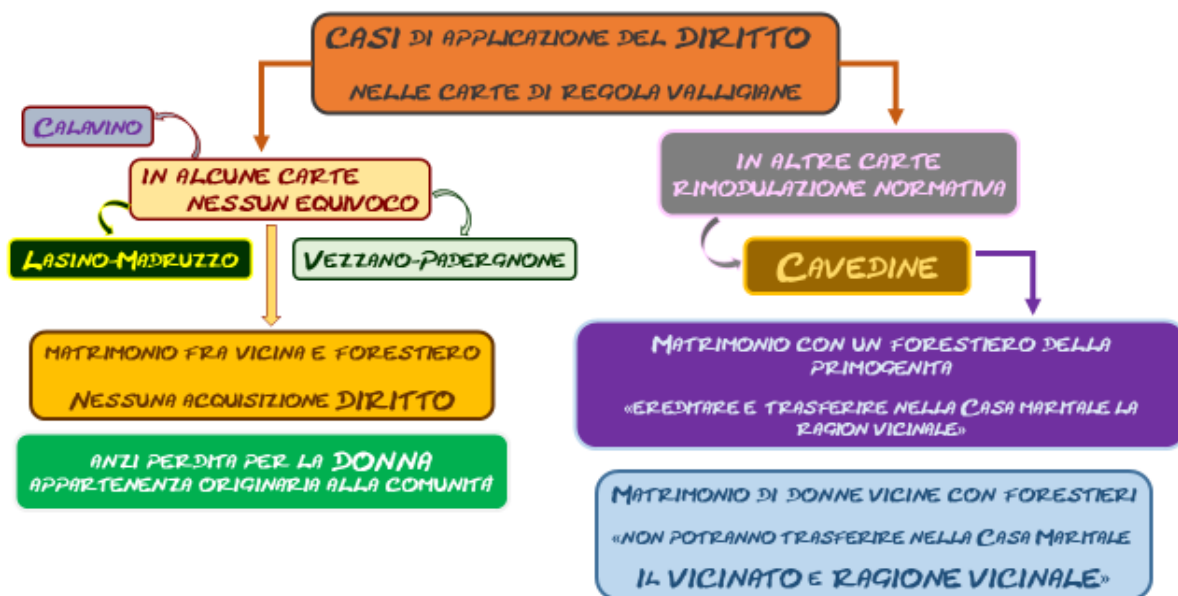 CASI DI APPLICAZIONE DEL DIRITTO
NELLE CARTE DI REGOLA VALLIGIANE
CALAVINO
IN ALCUNE CARTE
NESSUN EQUIVOCO
LASINO-MADRUZZO
VEZZANO-PADERGNONE
MATRIMONIO FRA VICINA E FORESTIERO
NESSUNA ACQUISIZIONE DIRITTO
ANZI PERDITA PER LA DONNA
APPARTENENZA ORIGINARIA ALLA COMUNITÀ
IN ALTRE CARTE
RIMODULAZIONE NORMATIVA
CAVEDINE
MATRIMONIO CON UN FORESTIERO DELLA
PRIMOGENITA
«EREDITARE E TRASFERIRE NELLA CASA MARITALE LA
RAGION VICINALE»
MATRIMONIO DI DONNE VICINE CON FORESTIERI
«NON POTRANNO TRASFERIRE NELLA CASA MARITALE
IL VICINATO E RAGIONE VICINALE»